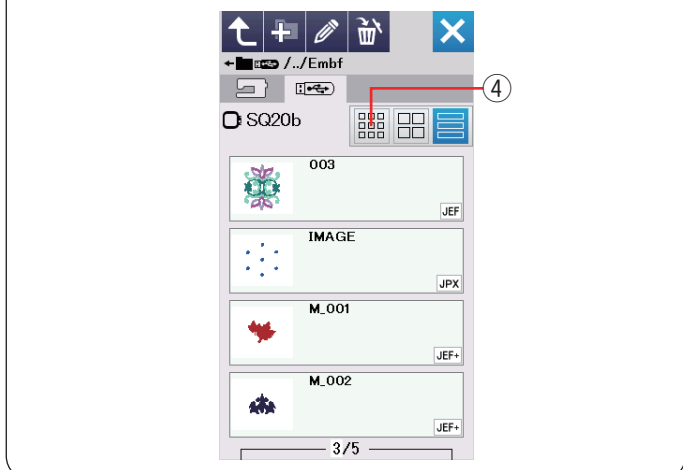 ←/../Embf
④
SQ20b
003
JEF
IMAGE
JPX
M_001
JEF+
M_002
JEF+
3/5